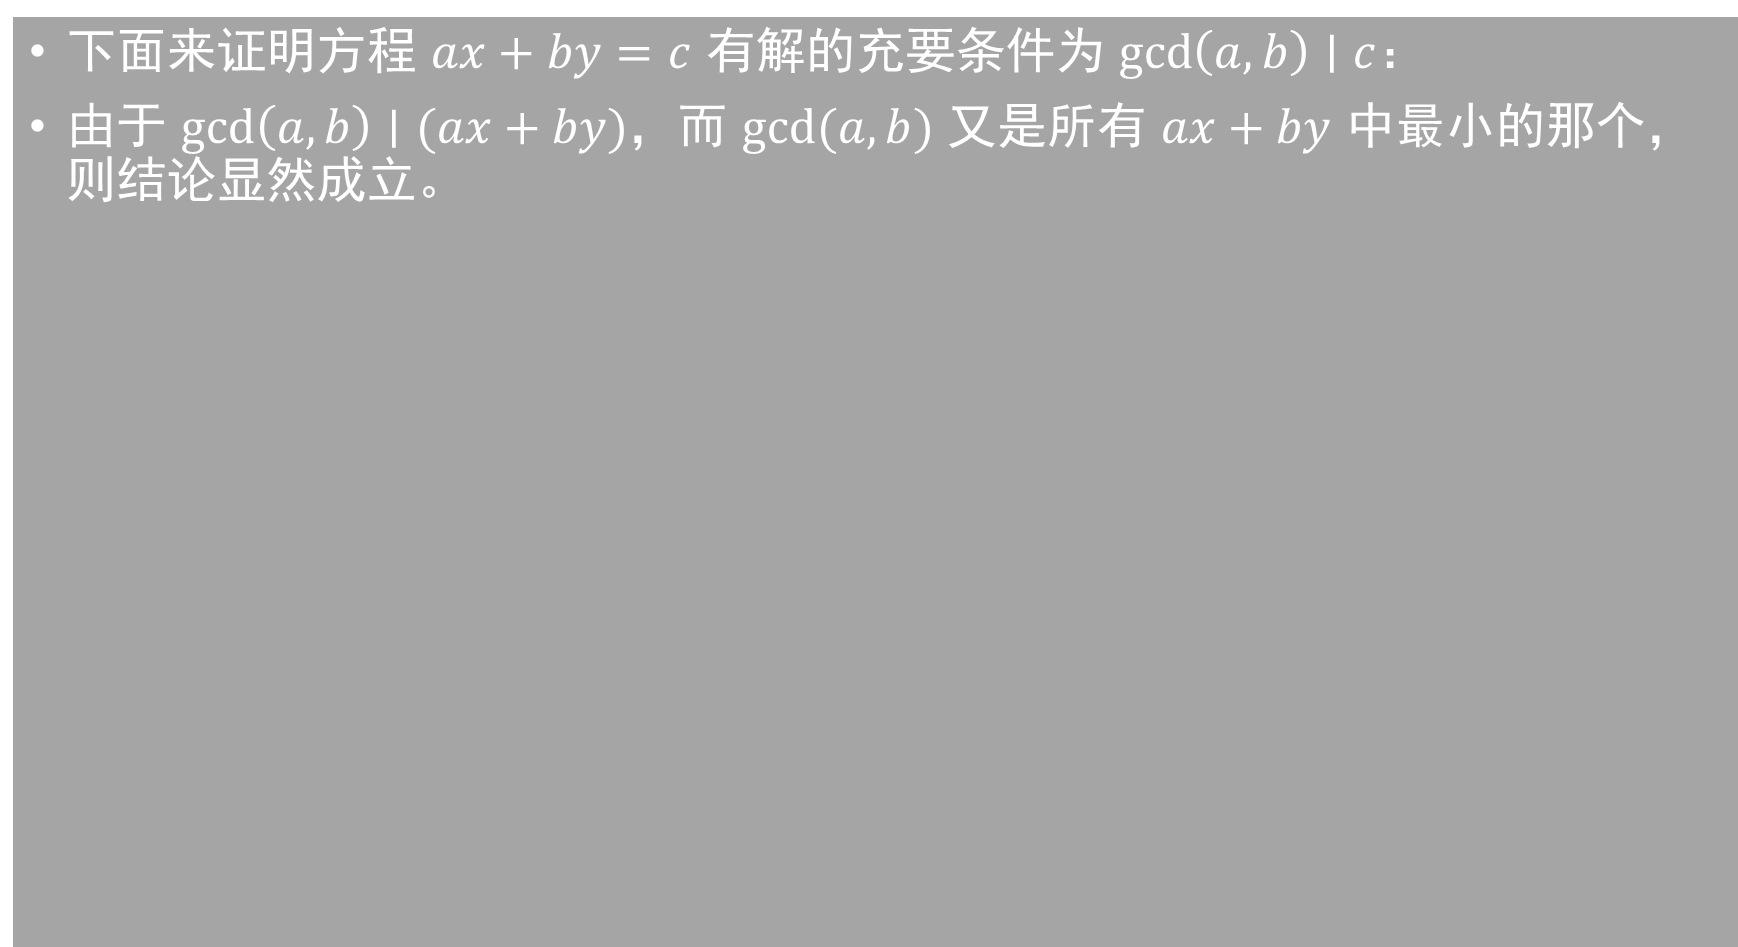 • 下面来证明方程 ax + by = c 有解的充要条件为 gcd(a, b) | c：
• 由于 gcd(a, b) | (ax + by)，而 gcd(a, b) 又是所有 ax + by 中最小的那个，
则结论显然成立。